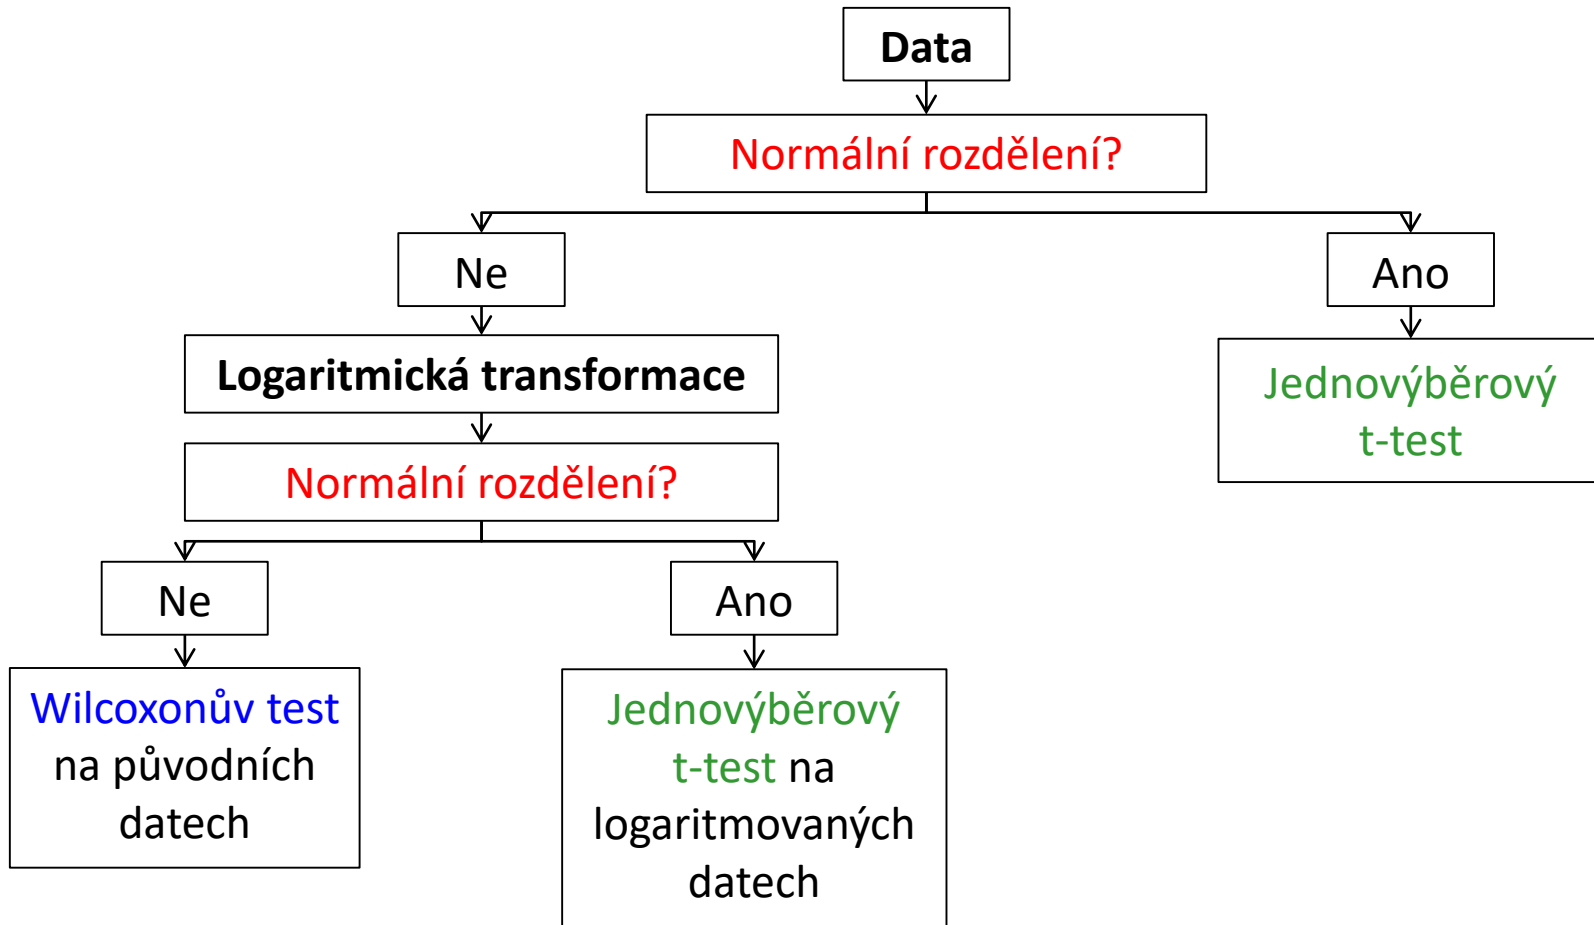 Data
Normální rozdělení?
Ne
Ano
Logaritmická transformace
Jednovýběrový
t-test
Normální rozdělení?
Ne
Ano
Wilcoxonův test
na původních
datech
Jednovýběrový
t-test na
logaritmovaných
datech